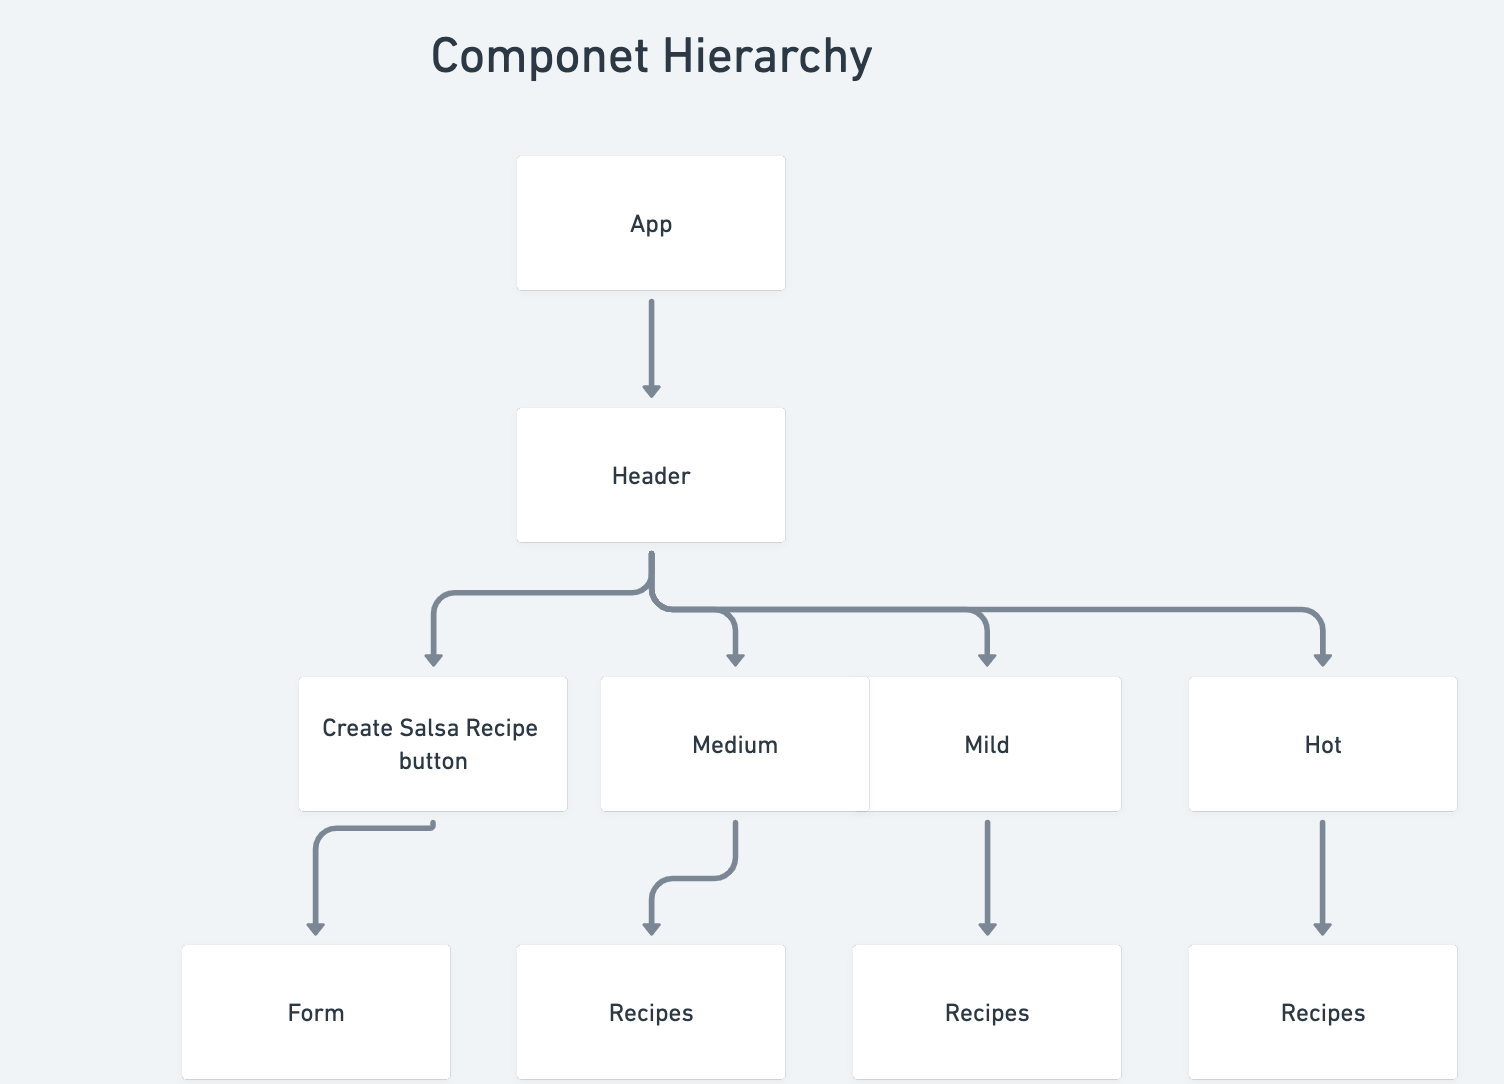 Componet Hierarchy
App
Header
Create Salsa Recipe
button
Medium
Mild
Hot
Form
Recipes
Recipes
Recipes